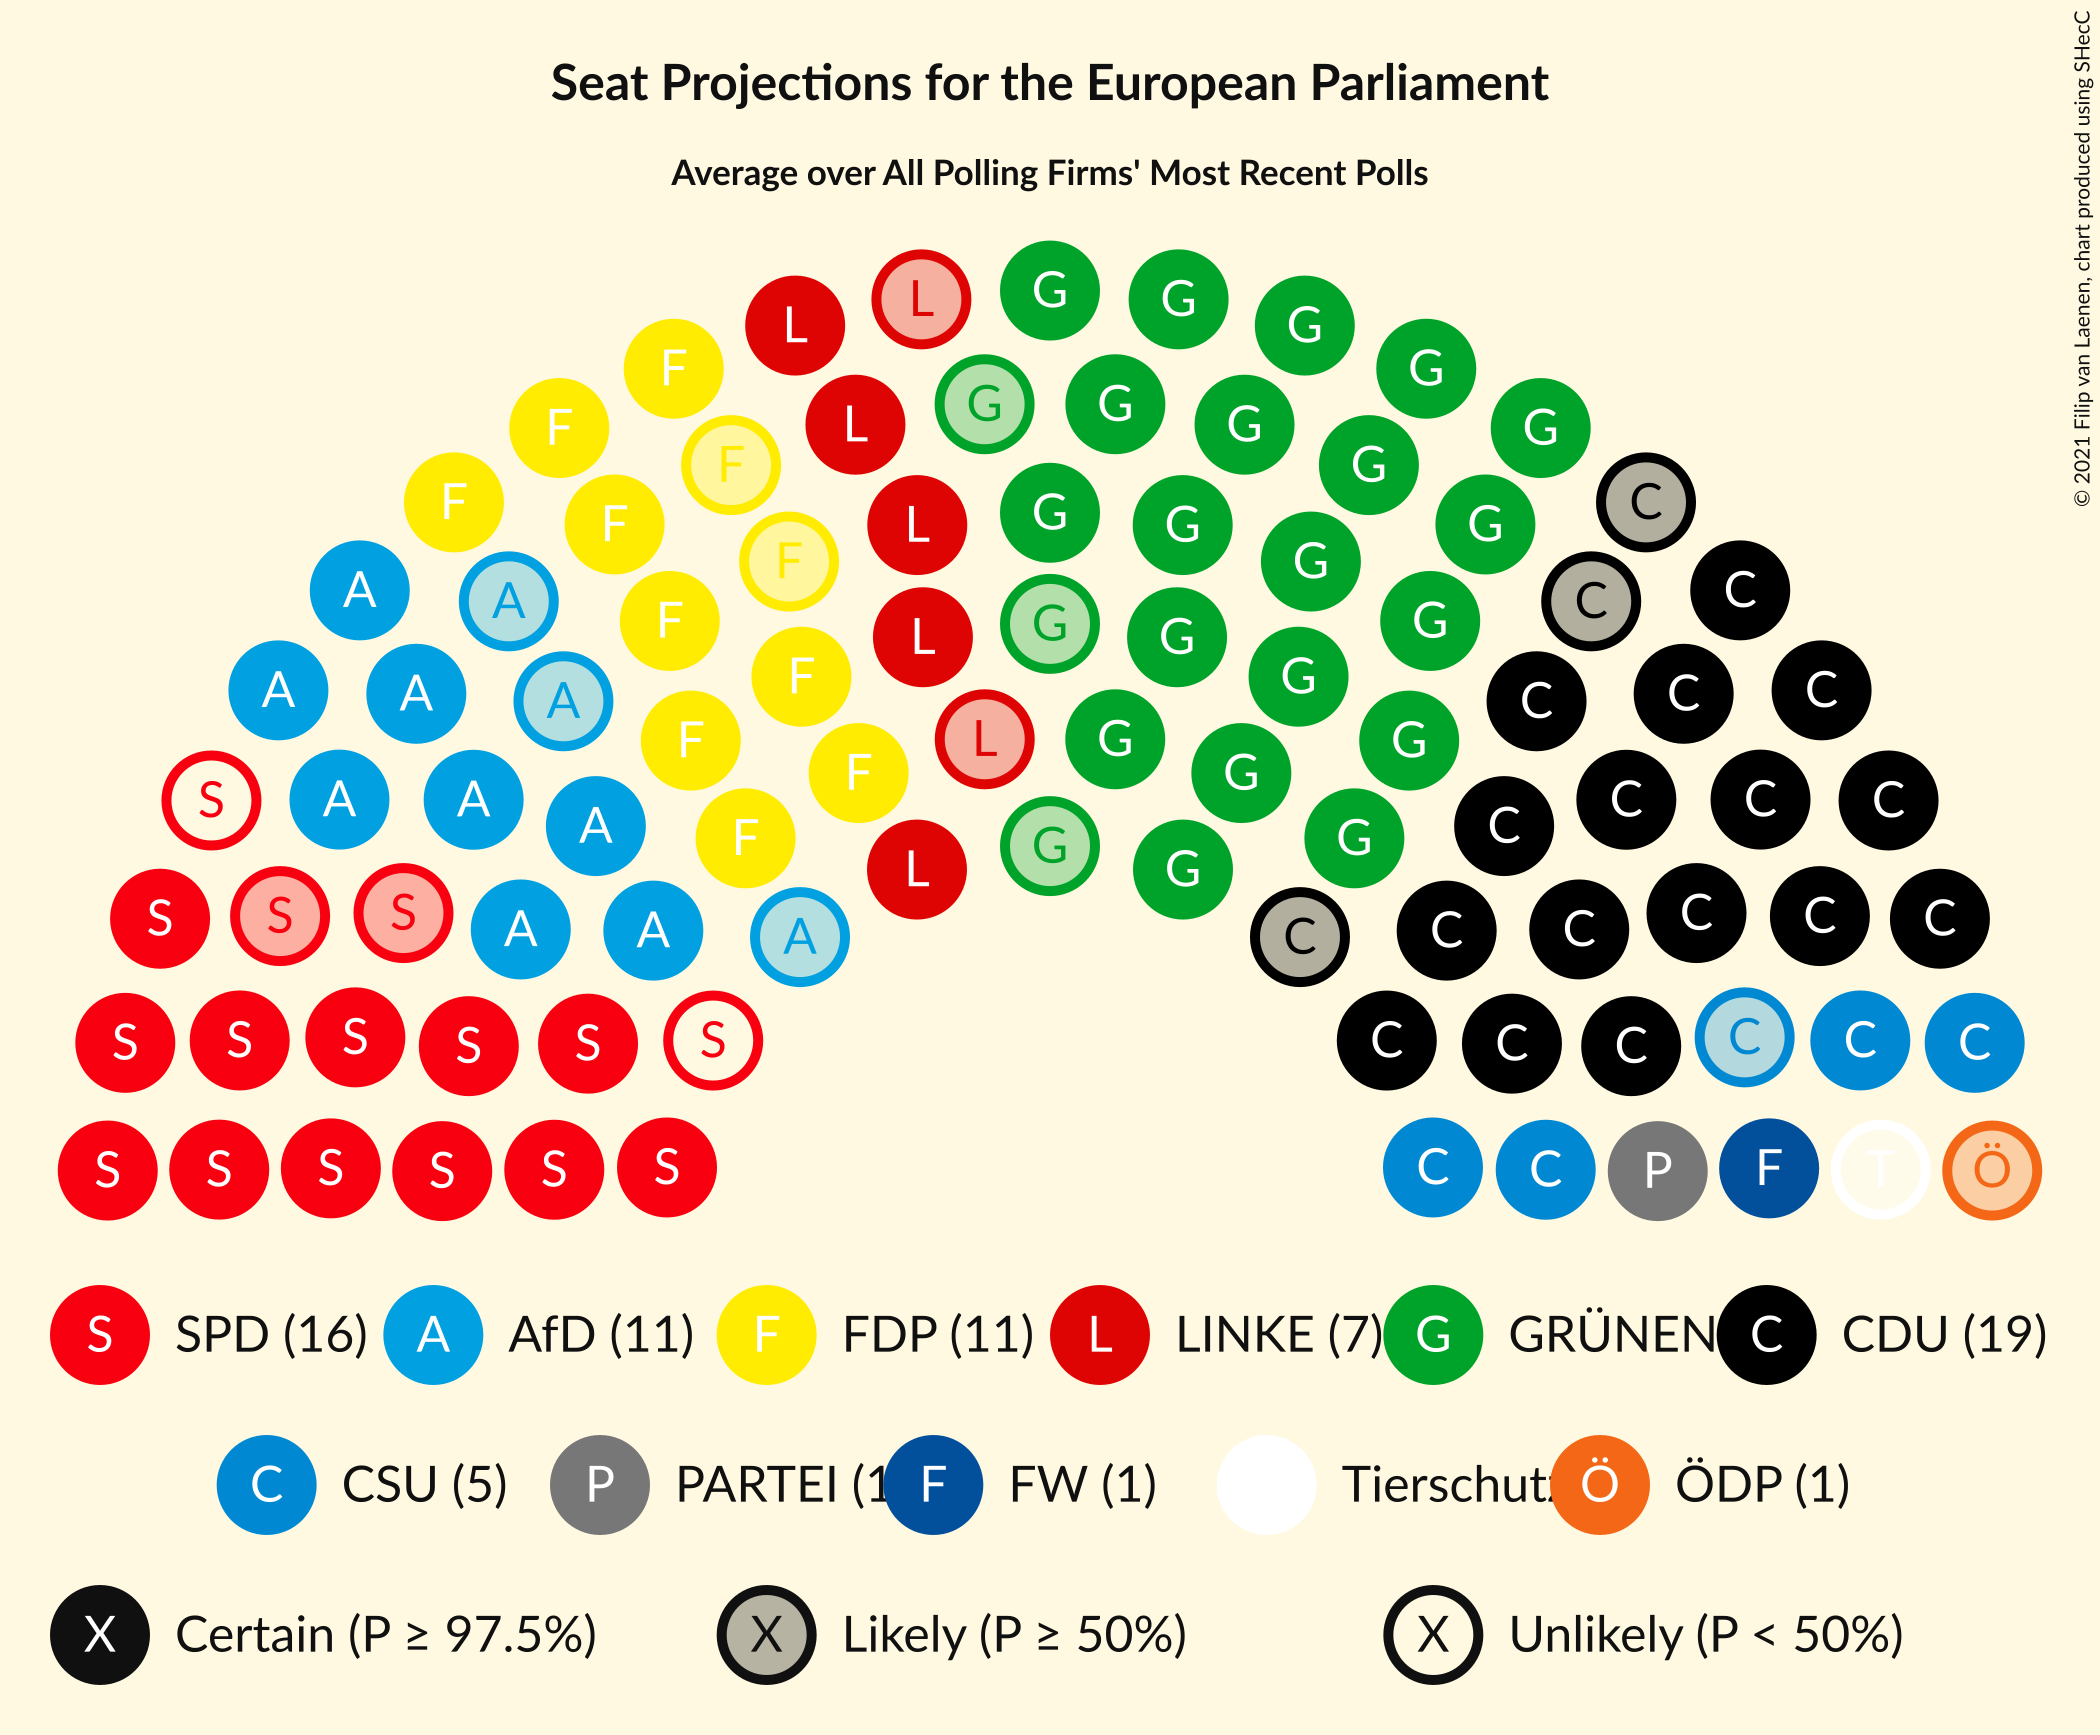 Seat Projections for the European Parliament
Average over All Polling Firms' Most Recent Polls
© 2021 Filip van Laenen, chart produced using SHecC
L G G G
L G
F G G G G
F L G G
F F G
F F L G G C
F G G
A A F L G G G C C
F F G G
A A A F L G G G C C C C
S A A A F F G G C C C C
F L G G G
S S S A A A C C C C C C
S S S S S S C C C C C C
S S S S S S C C P F T Ö
S SPD (16) A AfD (11) F FDP (11) L LINKE (7) G GRÜNEN C CDU (19)
C CSU (5) P PARTEI (1 F FW (1) Tierschutz Ö ÖDP (1)
X Certain (P ≥ 97.5%) X Likely (P ≥ 50%) X Unlikely (P < 50%)